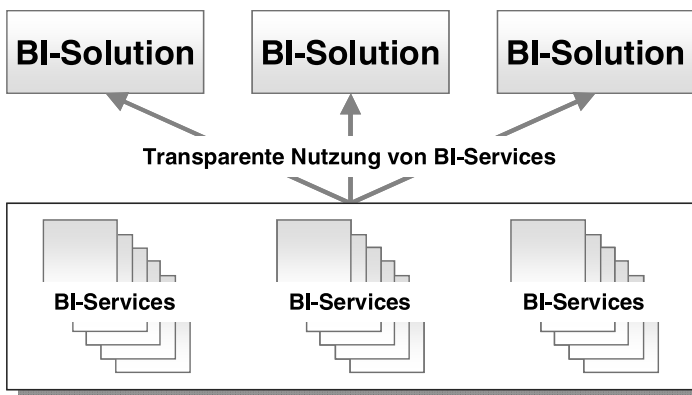 BI-Solution BI-Solution BI-Solution
Transparente Nutzung von BI-Services
BI-Services BI-Services BI-Services